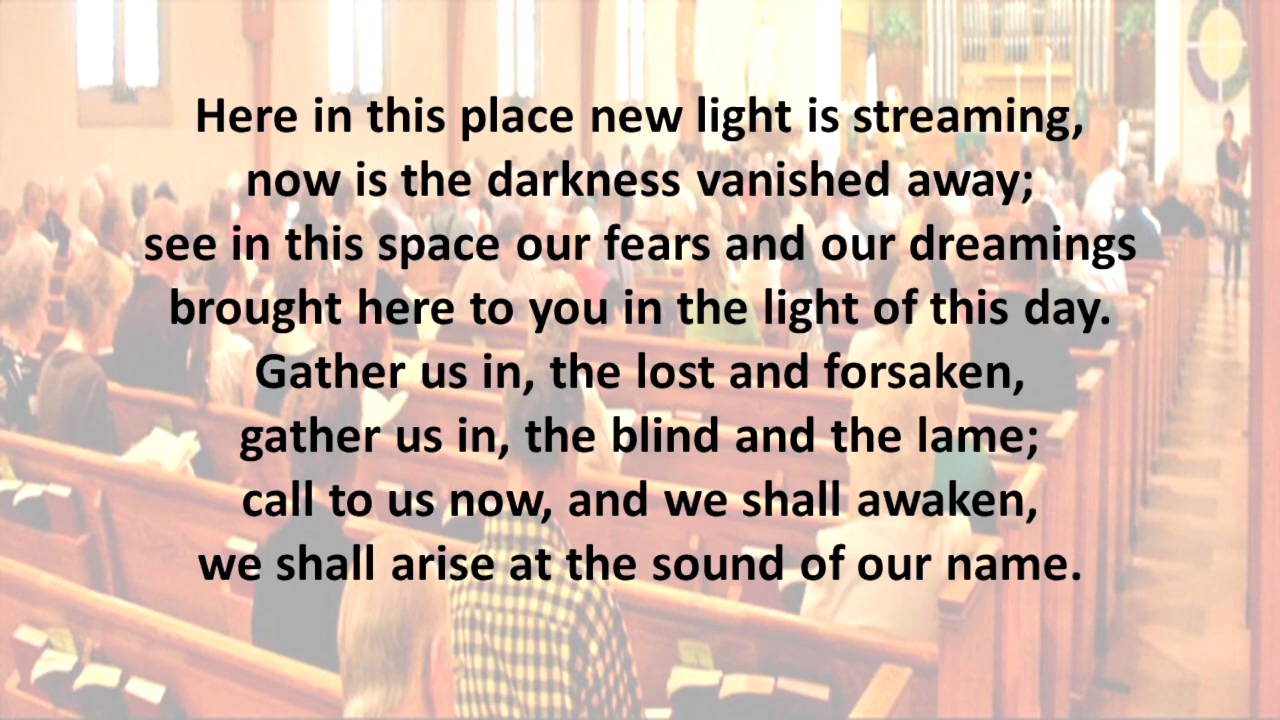 Here in this place new light is streaming,
now is the darkness vanished away;
see in this space our fears and our dreamings
brought here to you in the light of this day.
Gather us in, the lost and forsaken,
gather us in, the blind and the lame;
call to us now, and we shall awaken,
we shall arise at the sound of our name.